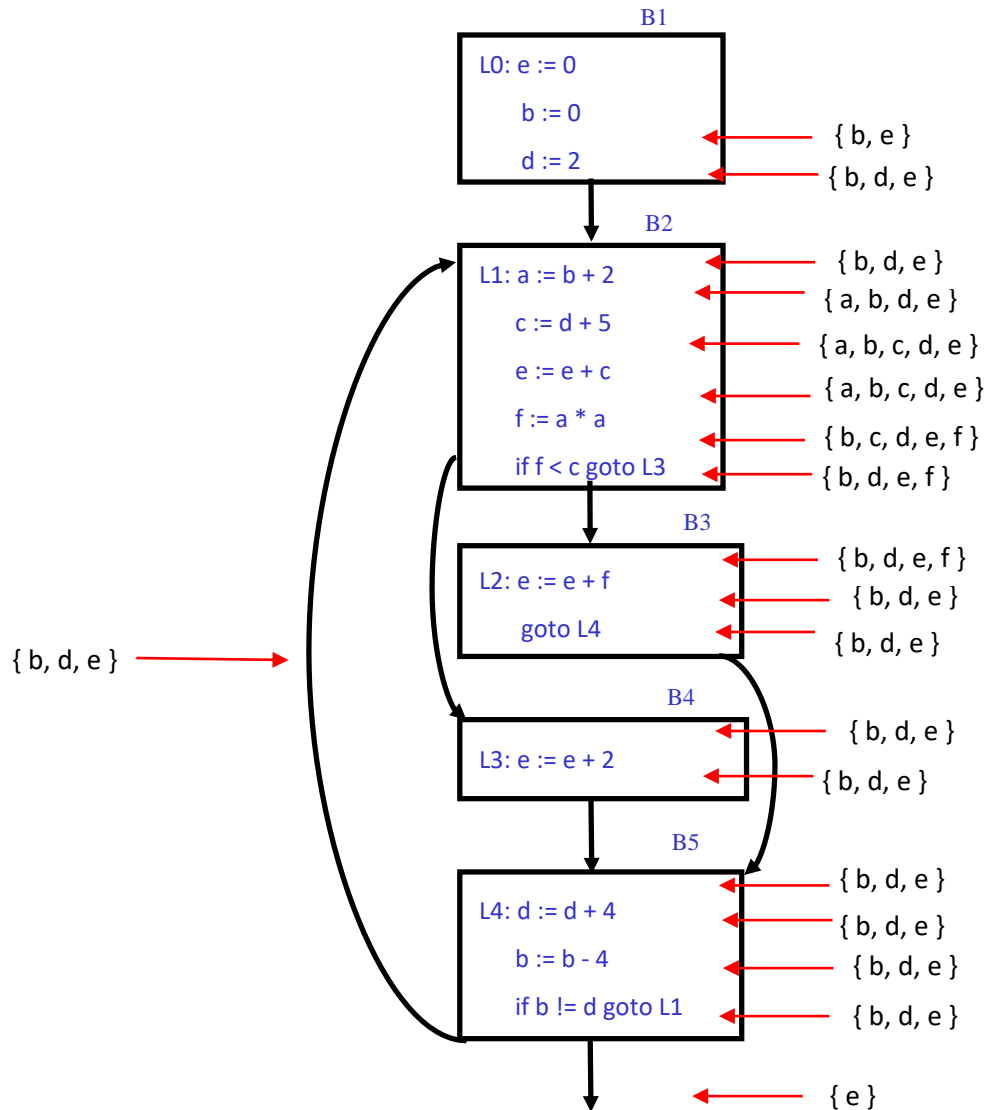 B1
L0: e := 0
b := 0
{ b, e }
d := 2
{ b, d, e }
B2
L1: a := b + 2
{ b, d, e }
{ a, b, d, e }
c := d + 5
{ a, b, c, d, e }
e := e + c
{ a, b, c, d, e }
f := a * a
{ b, c, d, e, f }
if f < c goto L3
{ b, d, e, f }
B3
{ b, d, e, f }
L2: e := e + f
{ b, d, e }
goto L4
{ b, d, e }
{ b, d, e }
B4
{ b, d, e }
L3: e := e + 2
{ b, d, e }
B5
{ b, d, e }
L4: d := d + 4
{ b, d, e }
b := b - 4
{ b, d, e }
if b != d goto L1
{ b, d, e }
{ e }